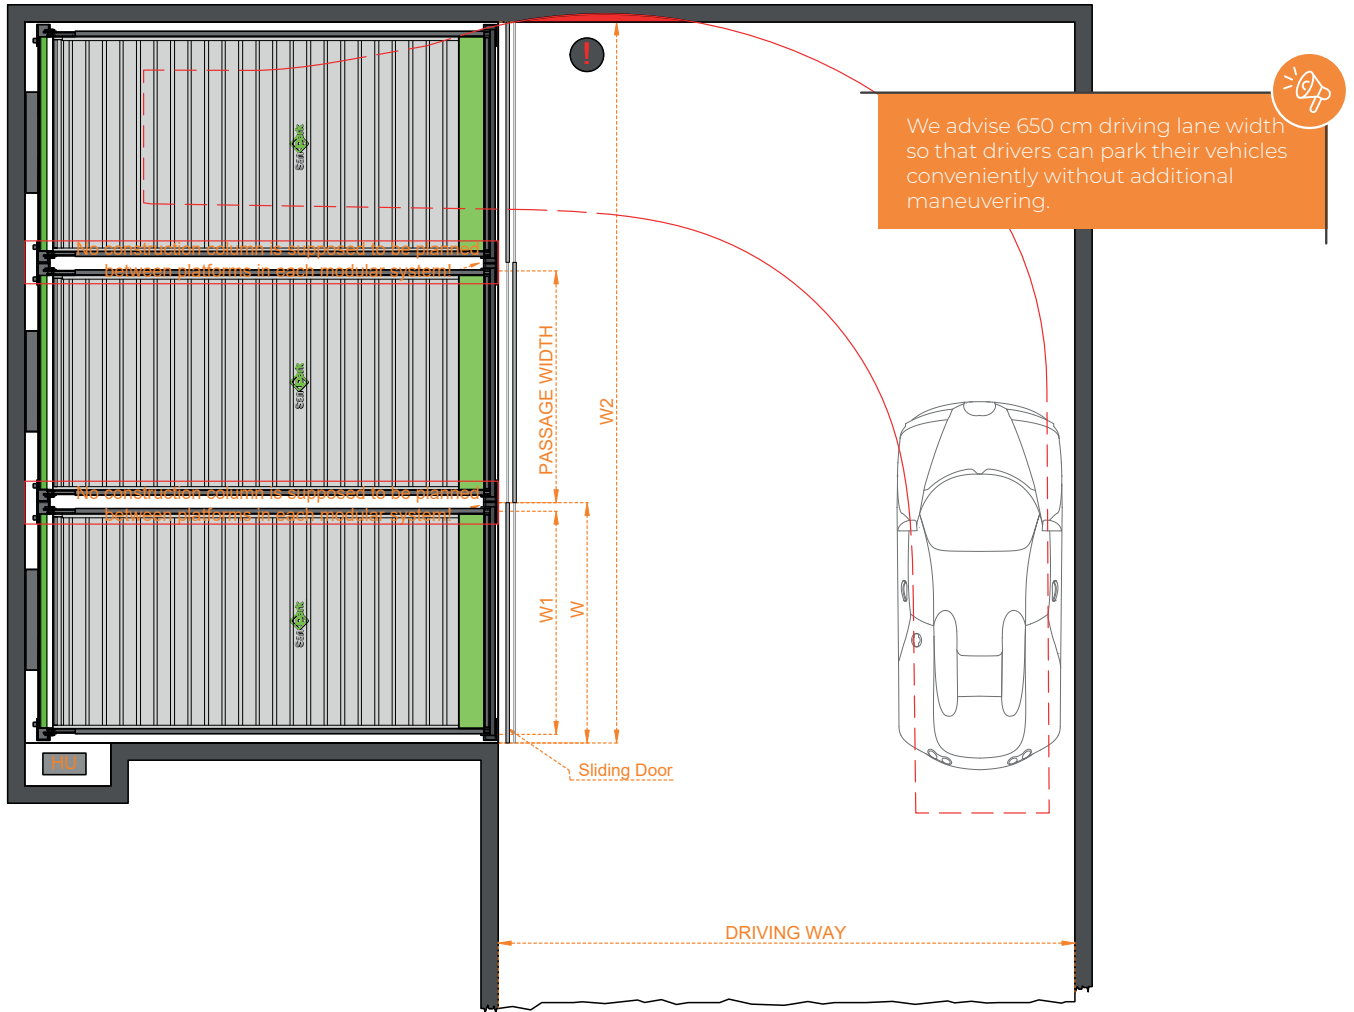 !
We advise 650 cm driving lane width
so that drivers can park their vehicles
conveniently without additional
maneuvering.
No construction column is supposed to be planned
between platforms in each modular system!
PASSAGE WIDTH
W2
No construction column is supposed to be planned
between platforms in each modular system!
W1
W
HU
Sliding Door
DRIVING WAY